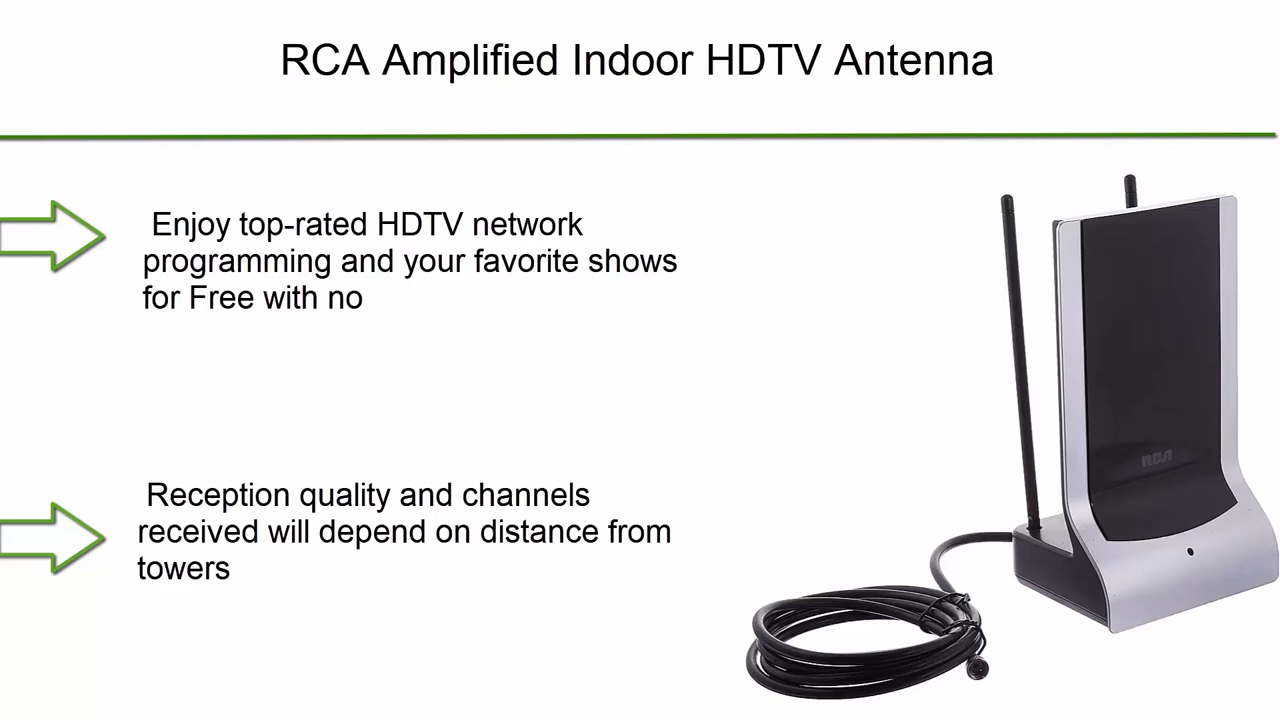 RCA Amplified Indoor HDTV Antenna
Enjoy top-rated HDTV network
programming and your favorite shows
for Free with no
Reception quality and channels
received will depend on distance from
towers
RCA